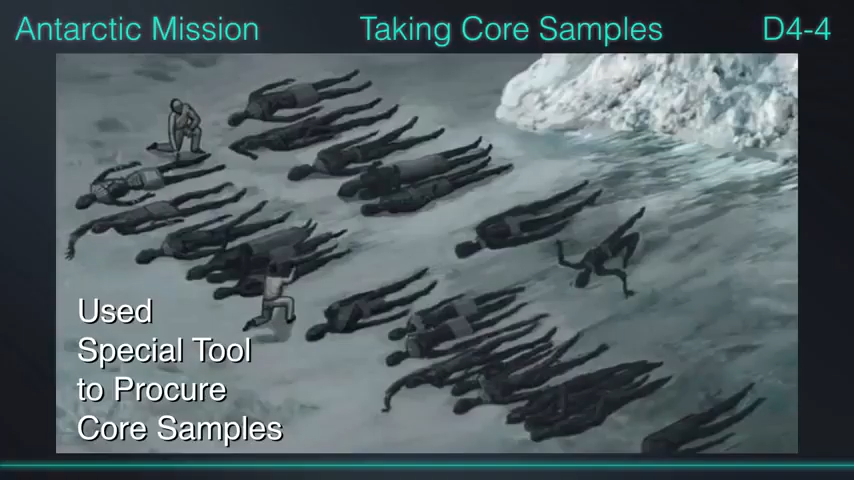 Antarctic Mission
Taking Core Samples
D4-4
Used
Special Tool
to Procure
Core Samples